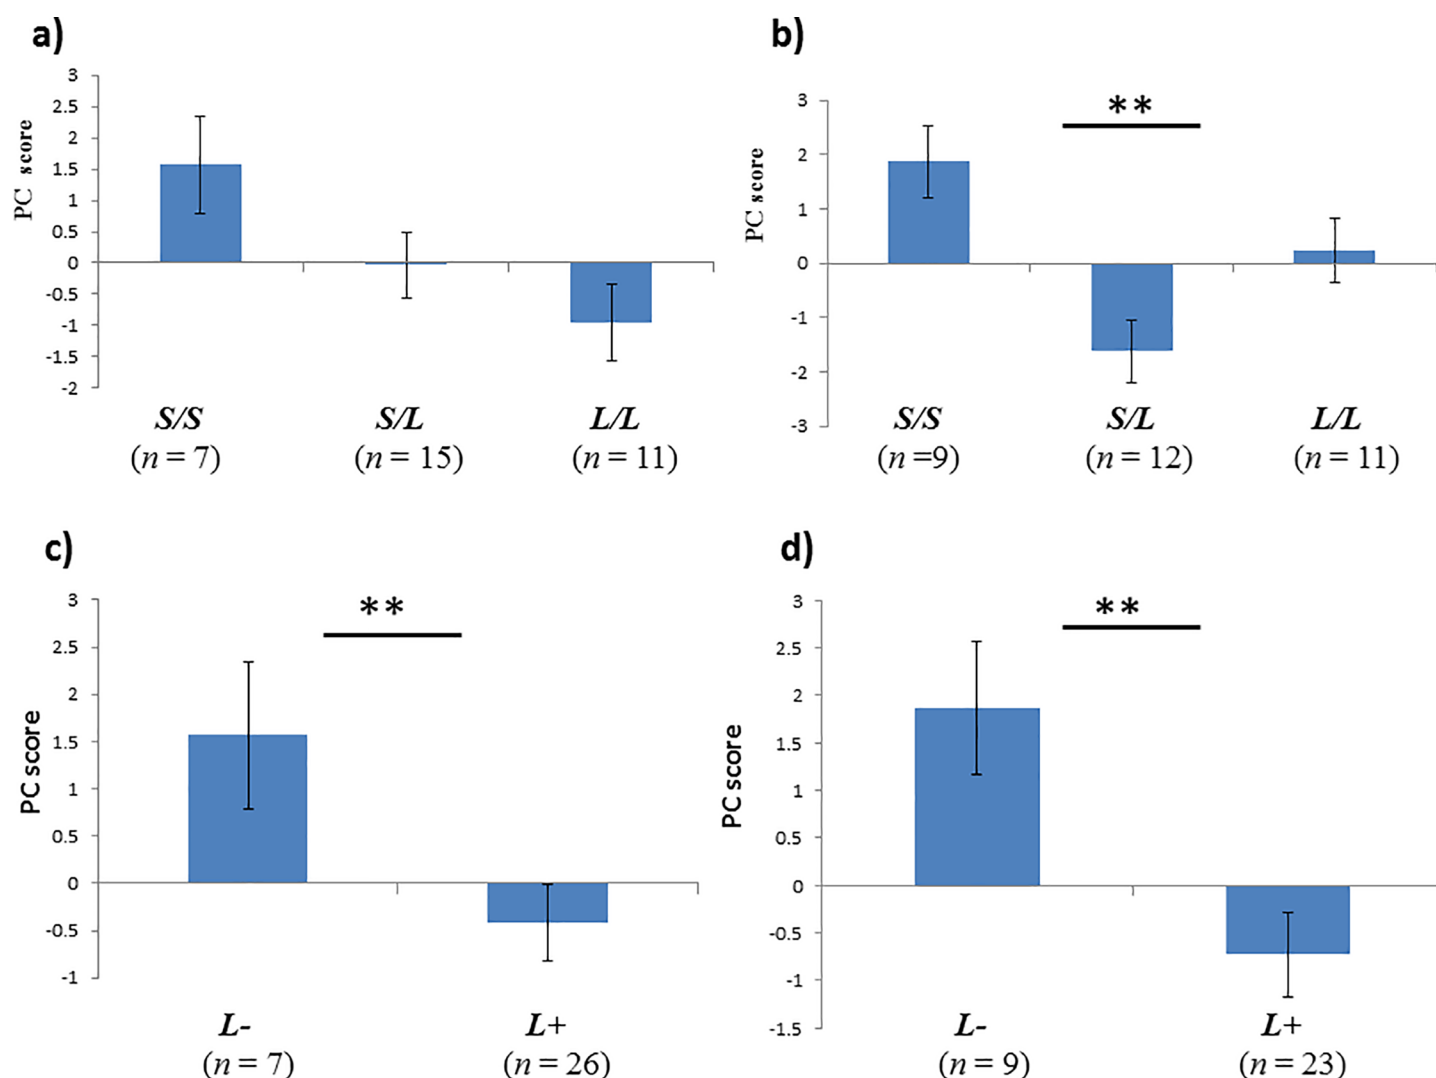 a)
3
2.5
2
1.5
1
0.5
0
-0.5
-1
-1.5
-2
PC score
S/S S/L L/L
(n = 7) (n = 15) (n = 11)
b)
**
3
2
1
0
-1
-2
-3
PC score
S/S S/L L/L
(n =9) (n = 12) (n = 11)
c)
**
3
2.5
2
1.5
1
0.5
0
-0.5
-1
PC score
L- L+
(n = 7) (n = 26)
d)
**
3
2.5
2
1.5
1
0.5
0
-0.5
-1
-1.5
PC score
L- L+
(n = 9) (n = 23)